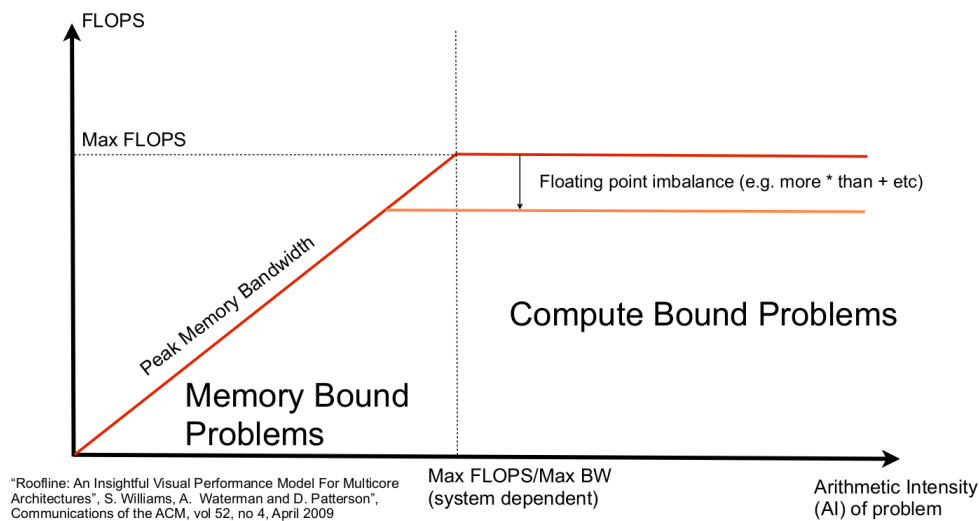 FLOPS
Max FLOPS
Floating point imbalance (e.g. more * than + etc)
Peak Memory Bandwidth
Compute Bound Problems
Memory Bound
Problems
Max FLOPS/Max BW
(system dependent)
Arithmetic Intensity
(AI) of problem
“Roofline: An Insightful Visual Performance Model For Multicore
Architectures”, S. Williams, A. Waterman and D. Patterson”,
Communications of the ACM, vol 52, no 4, April 2009